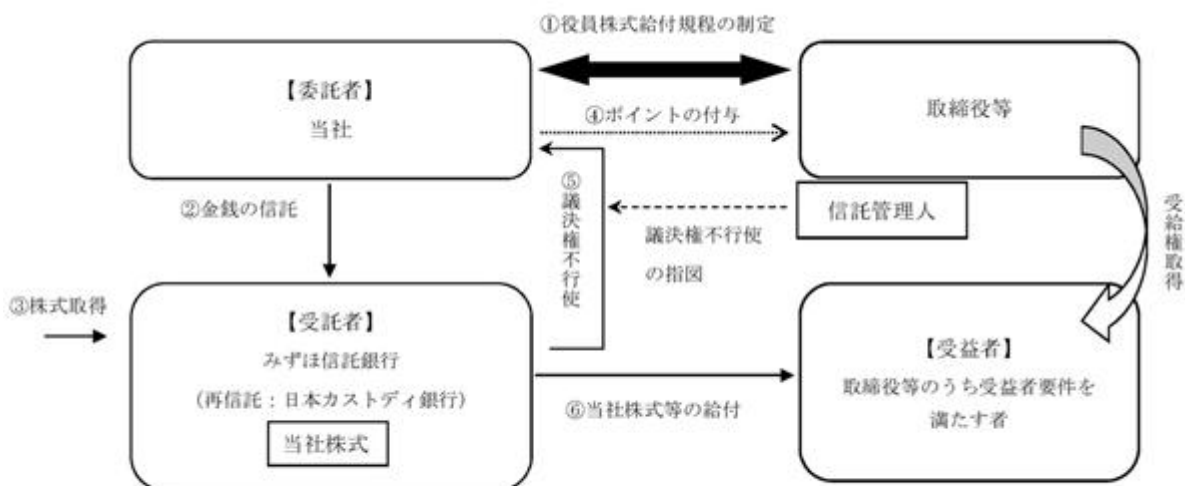 ①役員株式給付規程の制定
【委託者】
当社
④ポイントの付与
取締役等
②金銭の信託
⑤議決権不行使
議決権不行使
の指図
信託管理人
受給権取得
③株式取得
【受託者】
みずほ信託銀行
(再信託:日本カストディ銀行)
当社株式
⑥当社株式等の給付
【受益者】
取締役等のうち受益者要件を
満たす者